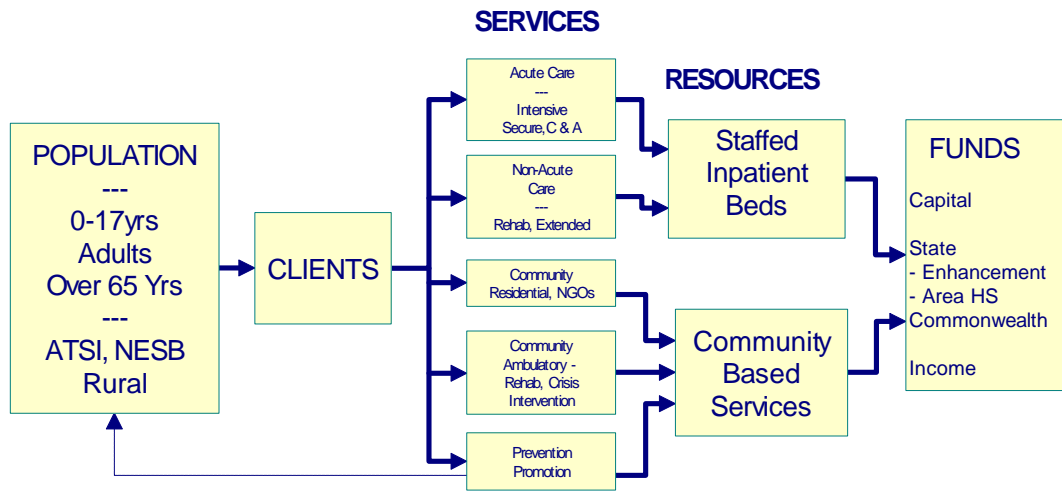 SERVICES
RESOURCES
POPULATION
---
0-17yrs
Adults
Over 65 Yrs
---
ATSI, NESB
Rural
CLIENTS
Acute Care
---
Intensive
Secure, C & A
Non-Acute
Care
---
Rehab, Extended
Community
Residential, NGOs
Community
Ambulatory -
Rehab, Crisis
Intervention
Prevention
Promotion
Staffed
Inpatient
Beds
Community
Based
Services
FUNDS
Capital
State
- Enhancement
- Area HS
Commonwealth
Income